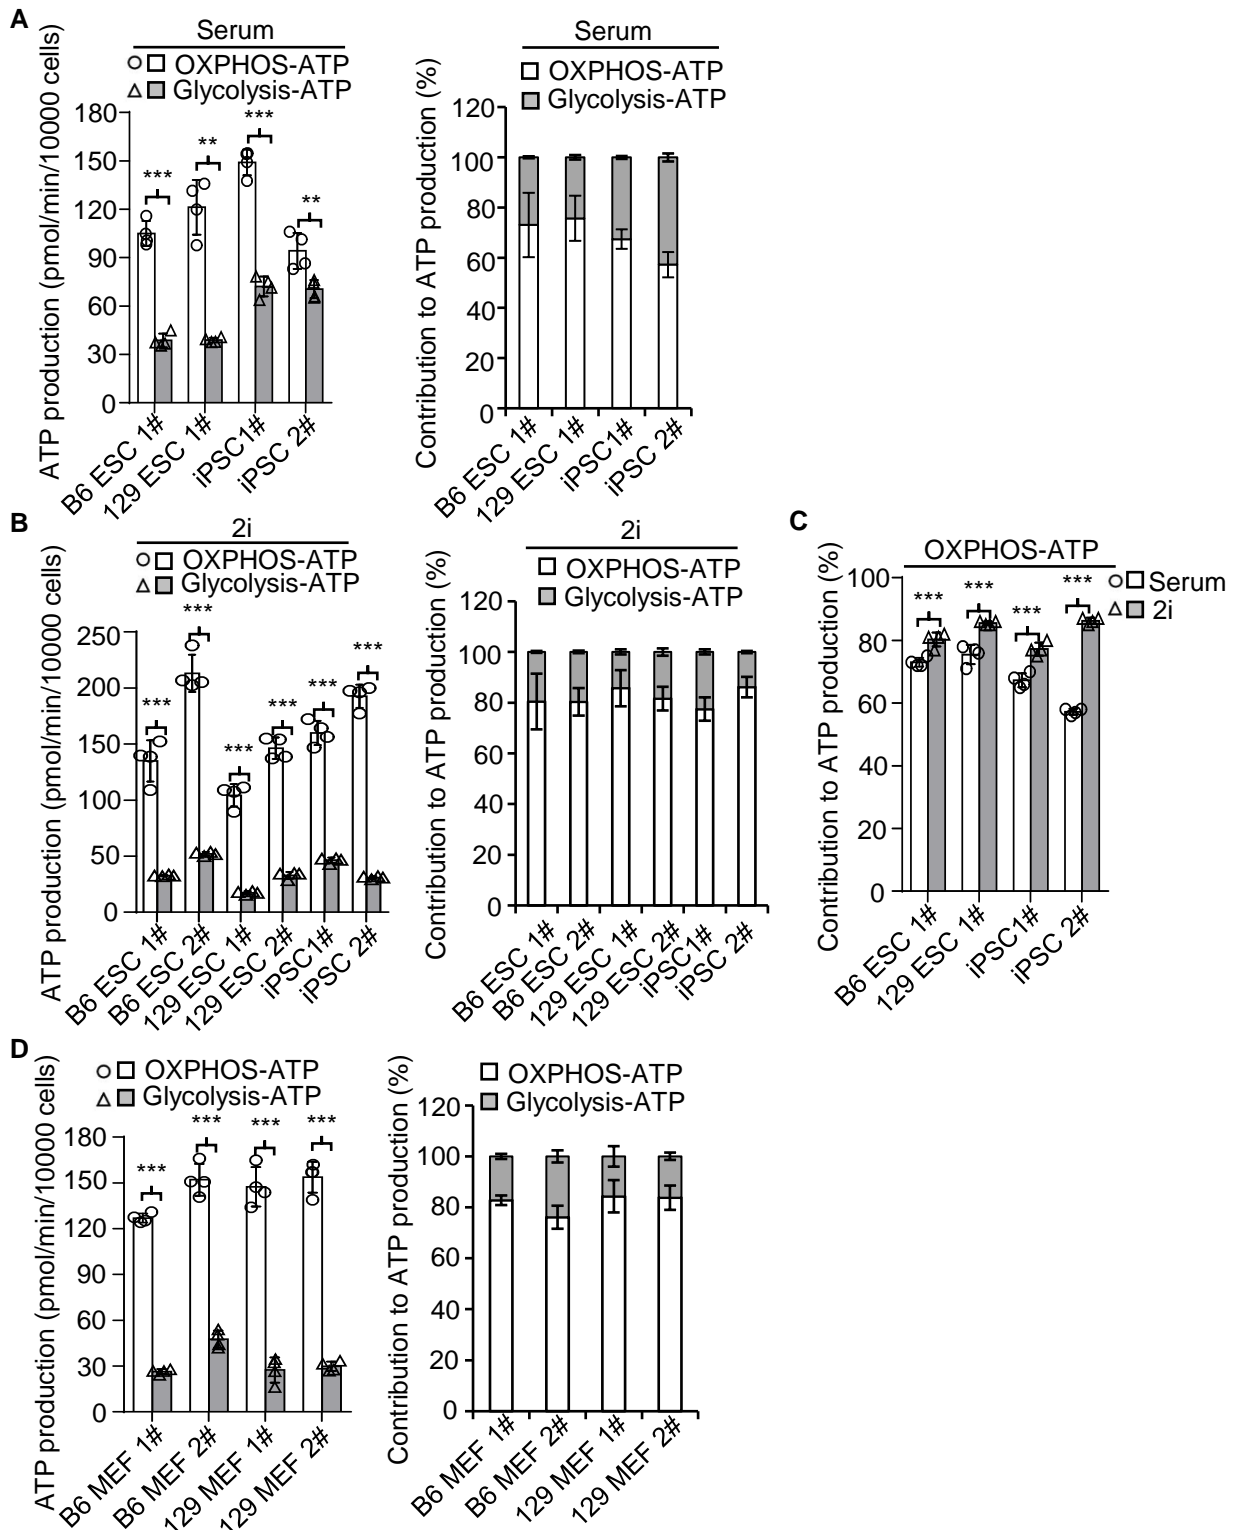 A
Serum
OXPHOS-ATP
Glycolysis-ATP
ATP production (pmol/min/10000 cells)
180
150
120
90
60
30
0
***
**
***
**
B6 ESC 1#
129 ESC 1#
iPSC1#
iPSC 2#
Serum
OXPHOS-ATP
Glycolysis-ATP
Contribution to ATP production (%)
120
100
80
60
40
20
0
B6 ESC 1#
129 ESC 1#
iPSC1#
iPSC 2#
B
2i
OXPHOS-ATP
Glycolysis-ATP
ATP production (pmol/min/10000 cells)
250
200
150
100
50
0
***
***
***
***
***
***
B6 ESC 1#
B6 ESC 2#
129 ESC 1#
129 ESC 2#
iPSC1#
iPSC 2#
2i
OXPHOS-ATP
Glycolysis-ATP
Contribution to ATP production (%)
120
100
80
60
40
20
0
B6 ESC 1#
B6 ESC 2#
129 ESC 1#
129 ESC 2#
iPSC1#
iPSC 2#
C
OXPHOS-ATP
Serum
2i
Contribution to ATP production (%)
100
80
60
40
20
0
***
***
***
***
B6 ESC 1#
129 ESC 1#
iPSC1#
iPSC 2#
D
OXPHOS-ATP
Glycolysis-ATP
ATP production (pmol/min/10000 cells)
180
150
120
90
60
30
0
***
***
***
***
B6 MEF 1#
B6 MEF 2#
129 MEF 1#
129 MEF 2#
OXPHOS-ATP
Glycolysis-ATP
Contribution to ATP production (%)
120
100
80
60
40
20
0
B6 MEF 1#
B6 MEF 2#
129 MEF 1#
129 MEF 2#